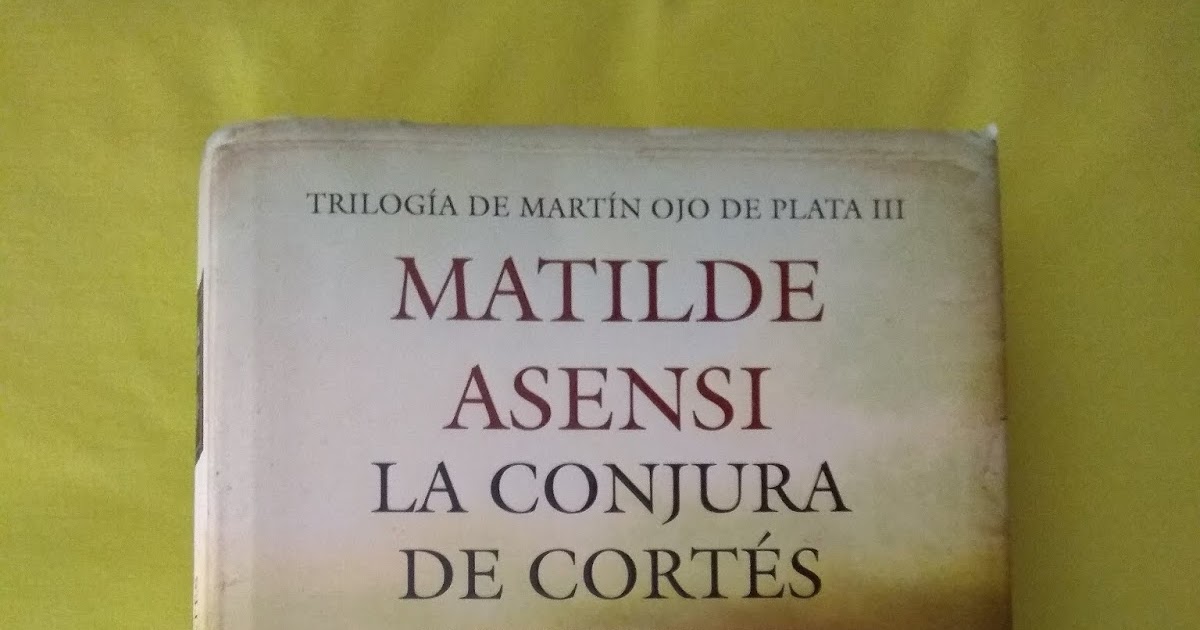 TRILOGÍA DE MARTÍN OJO DE PLATA III
MATILDE
ASENSI
LA CONJURA
DE CORTÉS